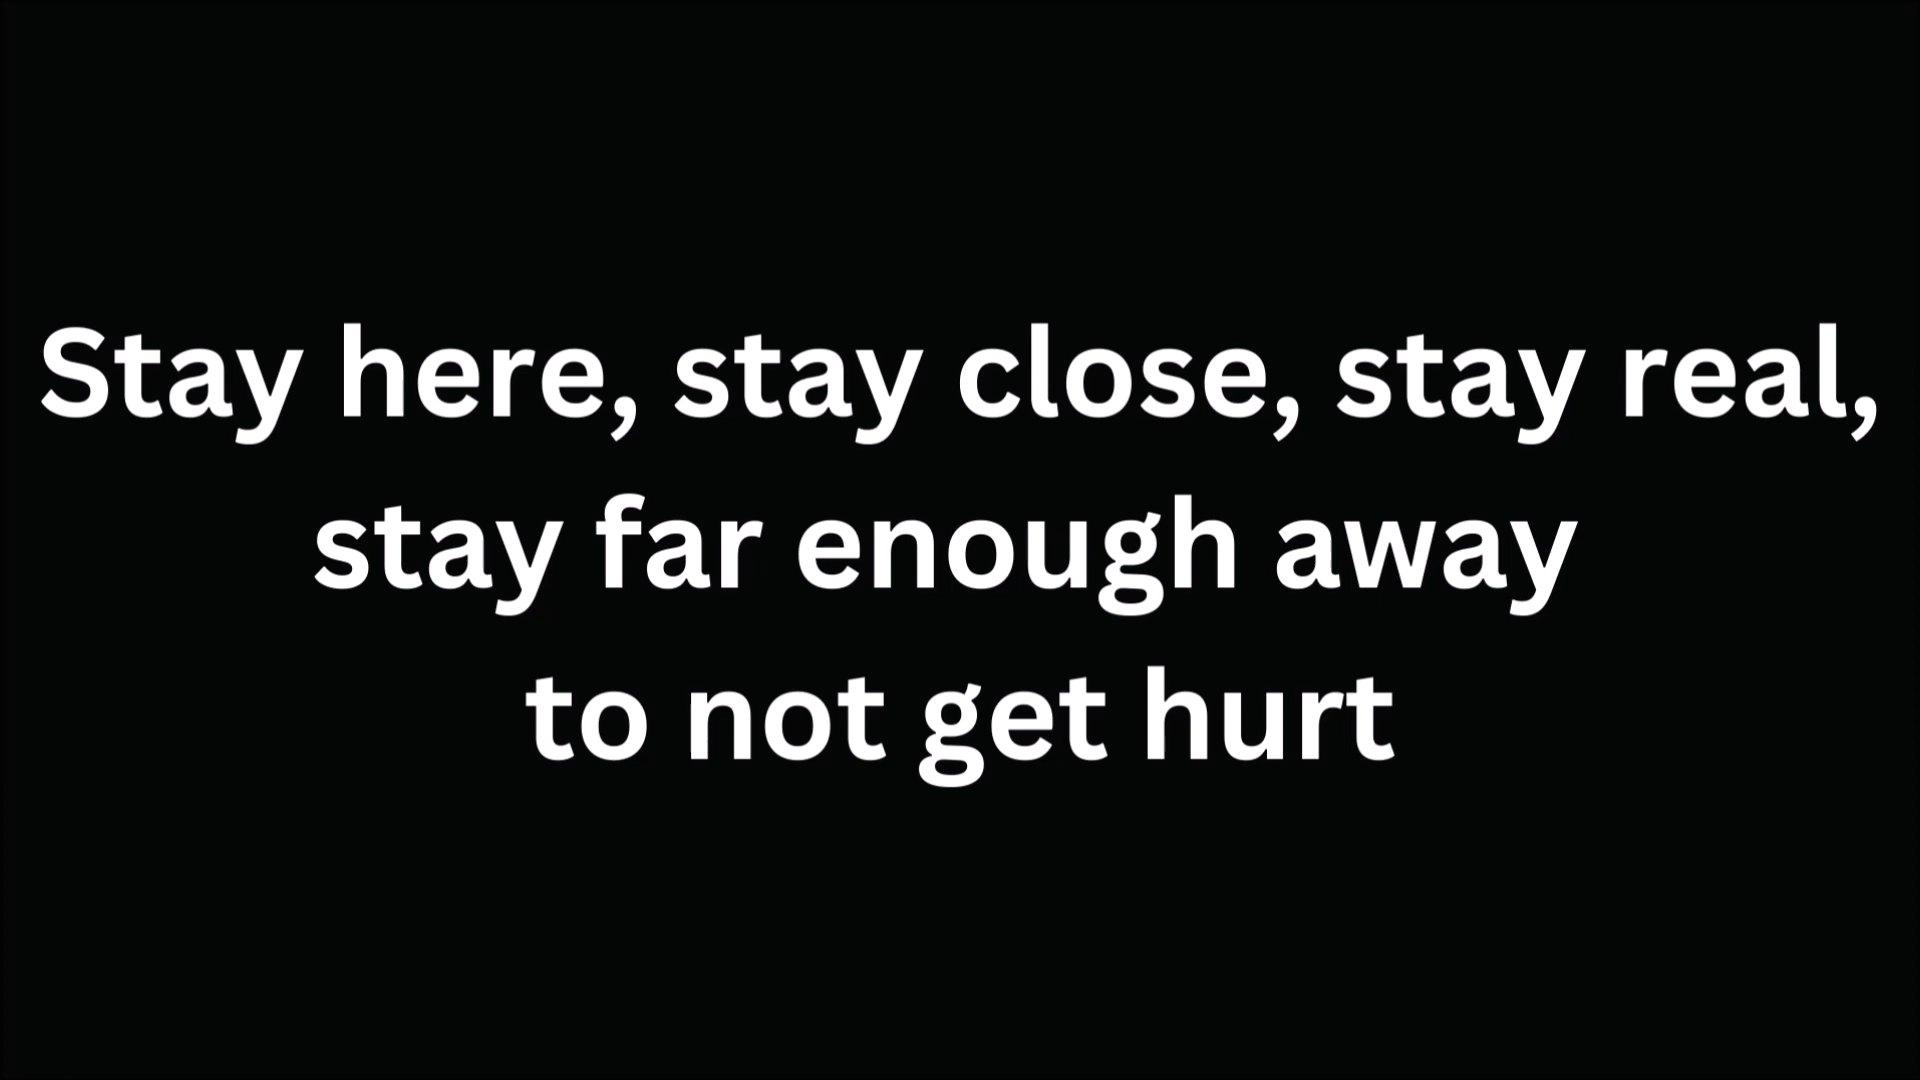 Stay here, stay close, stay real,
stay far enough away
to not get hurt